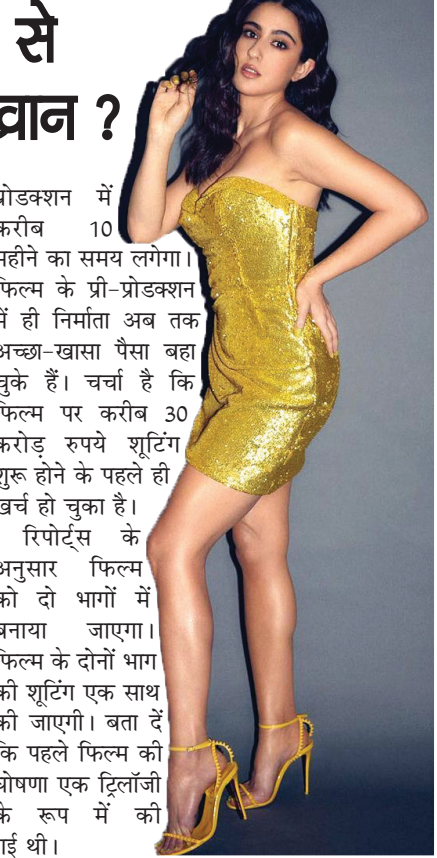 से
ख़ान ?
प्रोडक्शन में
करीब 10
महीने का समय लगेगा।
फिल्म के प्री-प्रोडक्शन
में ही निर्माता अब तक
अच्छा-खासा पैसा बहा
चुके हैं। चर्चा है कि
फिल्म पर करीब 30
करोड़ रुपये शूटिंग
शुरू होने के पहले ही
खर्च हो चुका है।
रिपोर्ट्स के
अनुसार फिल्म
को दो भागों में
बनाया जाएगा।
फिल्म के दोनों भाग
की शूटिंग एक साथ
की जाएगी। बता दें
कि पहले फिल्म की
घोषणा एक ट्रिलॉजी
के रूप में की
गई थी।